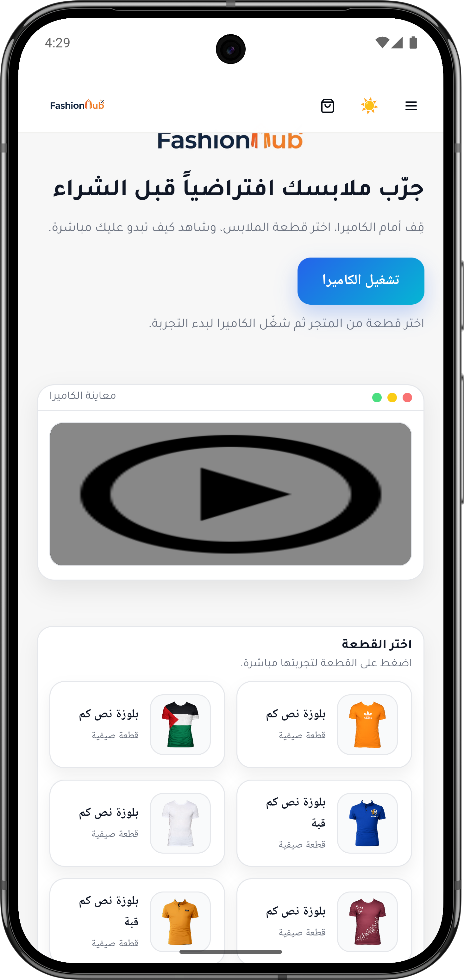 4:29
FashionHub
FashionHub
جرّب ملابسك افتراضياً قبل الشراء
قِف أمام الكاميرا، اختر قطعة الملابس، وشاهد كيف تبدو عليك مباشرة.
تشغيل الكاميرا
اختر قطعة من المتجر ثم شغّل الكاميرا لبدء التجربة.
معاينة الكاميرا
اختر القطعة
اضغط على القطعة لتجربتها مباشرة.
بلوزة نص كم
قطعة صيفية
بلوزة نص كم
قطعة صيفية
بلوزة نص كم
قبة
قطعة صيفية
بلوزة نص كم
قطعة صيفية
بلوزة نص كم
قطعة صيفية
بلوزة نص كم
قبة
قطعة صيفية